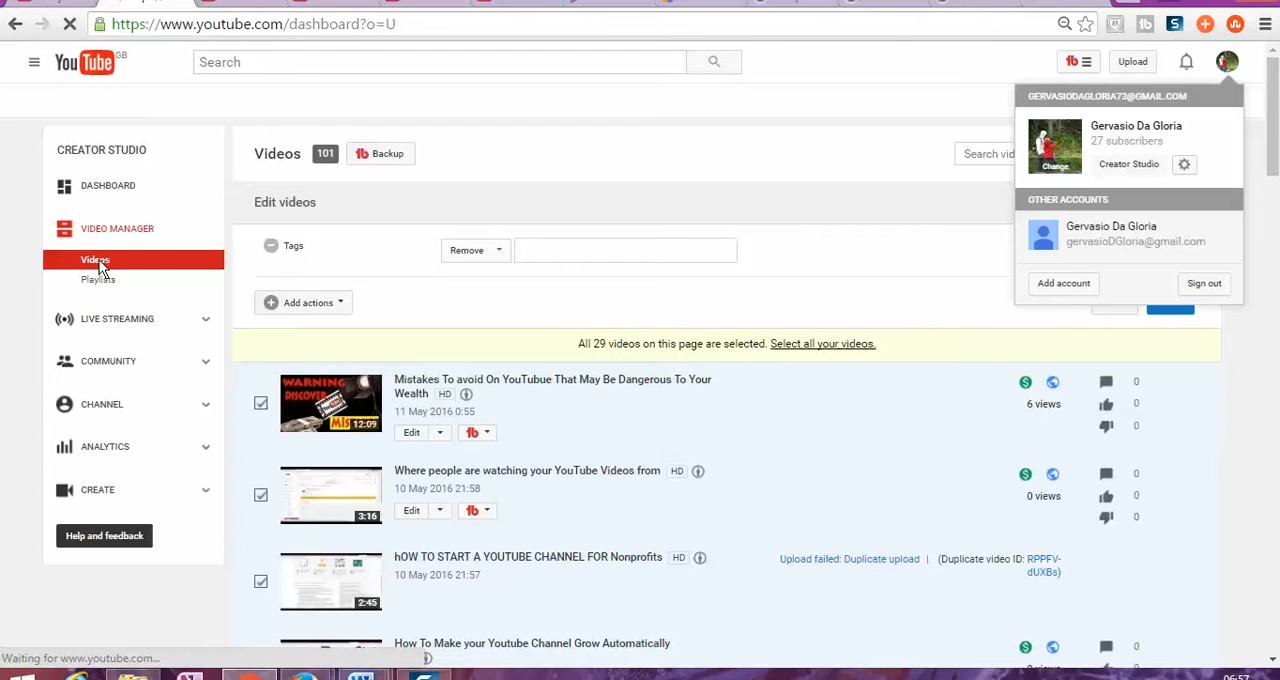 https://www.youtube.com/dashboard?o=U
You Tube GB
Search
Upload
GERVASIODAGLORIA73@GMAIL.COM
Gervasio Da Gloria
27 subscribers
Change
Creator Studio
OTHER ACCOUNTS
Gervasio Da Gloria
gervasioDGloria@gmail.com
Add account
Sign out
CREATOR STUDIO
DASHBOARD
VIDEO MANAGER
Videos
Playlists
LIVE STREAMING
COMMUNITY
CHANNEL
ANALYTICS
CREATE
Help and feedback
Videos 101 tb Backup
Search vid
Edit videos
Tags
Remove
Add actions
All 29 videos on this page are selected. Select all your videos.
WARNING
DISCOVER
12:09
Mistakes To avoid On YouTubue That May Be Dangerous To Your
Wealth HD
11 May 2016 0:55
Edit tb
6 views
0
0
0
3:16
Where people are watching your YouTube Videos from HD
10 May 2016 21:58
Edit tb
0 views
0
0
0
2:45
hOW TO START A YOUTUBE CHANNEL FOR Nonprofits HD
10 May 2016 21:57
Upload failed: Duplicate upload | (Duplicate video ID: RPPFV-
dUXBs)
How To Make your Youtube Channel Grow Automatically
0
Waiting for www.youtube.com...
06:57